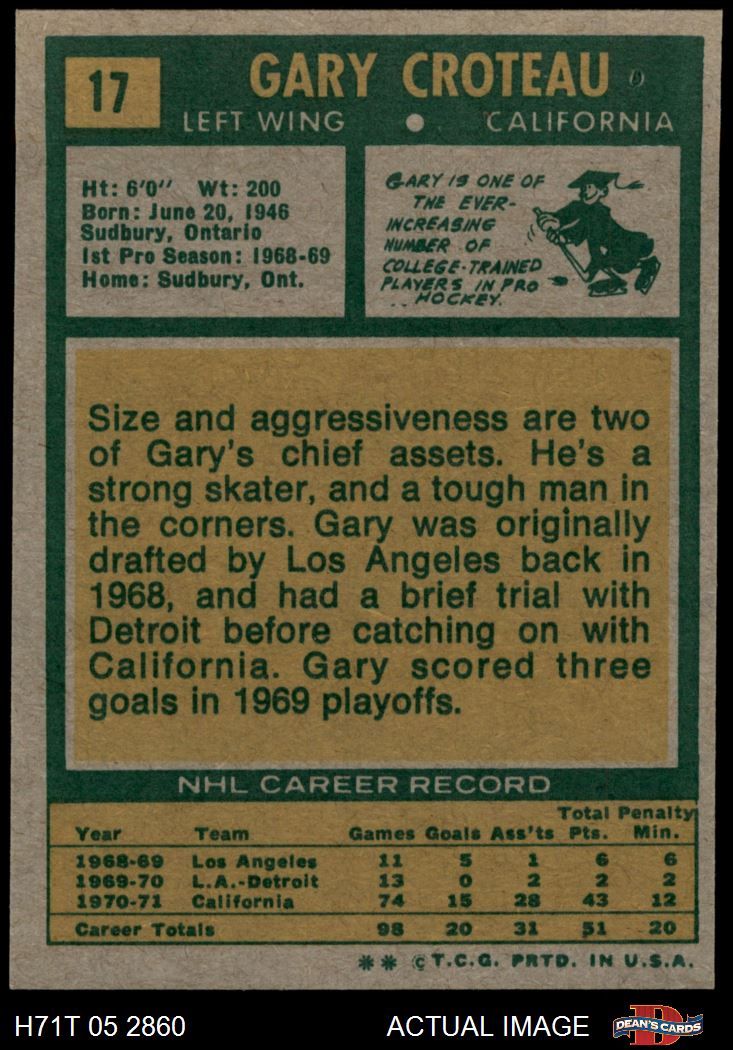 17
GARY CROTEAU
LEFT WING ● CALIFORNIA
Ht: 6'0" Wt: 200
Born: June 20, 1946
Sudbury, Ontario
1st Pro Season: 1968-69
Home: Sudbury, Ont.
GARY IS ONE OF
THE EVER-
INCREASING
NUMBER OF
COLLEGE-TRAINED
PLAYERS IN PRO
HOCKEY.
Size and aggressiveness are two
of Gary's chief assets. He's a
strong skater, and a tough man in
the corners. Gary was originally
drafted by Los Angeles back in
1968, and had a brief trial with
Detroit before catching on with
California. Gary scored three
goals in 1969 playoffs.
NHL CAREER RECORD
Total Penalty
Year Team Games Goals Ass'ts Pts. Min.
1968-69 Los Angeles 11 5 1 6 6
1969-70 L.A.-Detroit 13 0 2 2 2
1970-71 California 74 15 28 43 12
Career Totals 98 20 31 51 20
** © T.C.G. PRTD. IN U.S.A.
H71T 05 2860 ACTUAL IMAGE DEAN'S CARDS